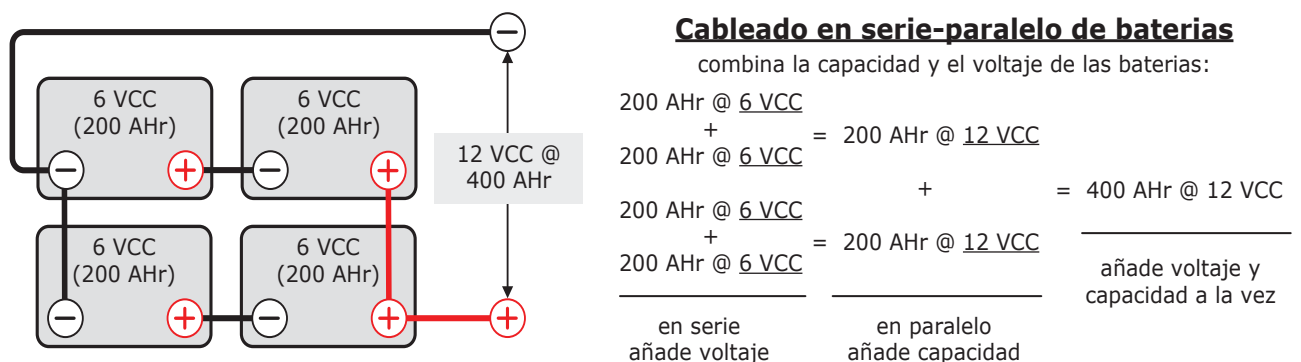 6 VCC
(200 AHr)
6 VCC
(200 AHr)
6 VCC
(200 AHr)
6 VCC
(200 AHr)
12 VCC @
400 AHr
Cableado en serie-paralelo de baterias
combina la capacidad y el voltaje de las baterias:
200 AHr @ 6 VCC
+
200 AHr @ 6 VCC
= 200 AHr @ 12 VCC
+
200 AHr @ 6 VCC
+
200 AHr @ 6 VCC
= 200 AHr @ 12 VCC
= 400 AHr @ 12 VCC
en serie
añade voltaje
en paralelo
añade capacidad
añade voltaje y
capacidad a la vez